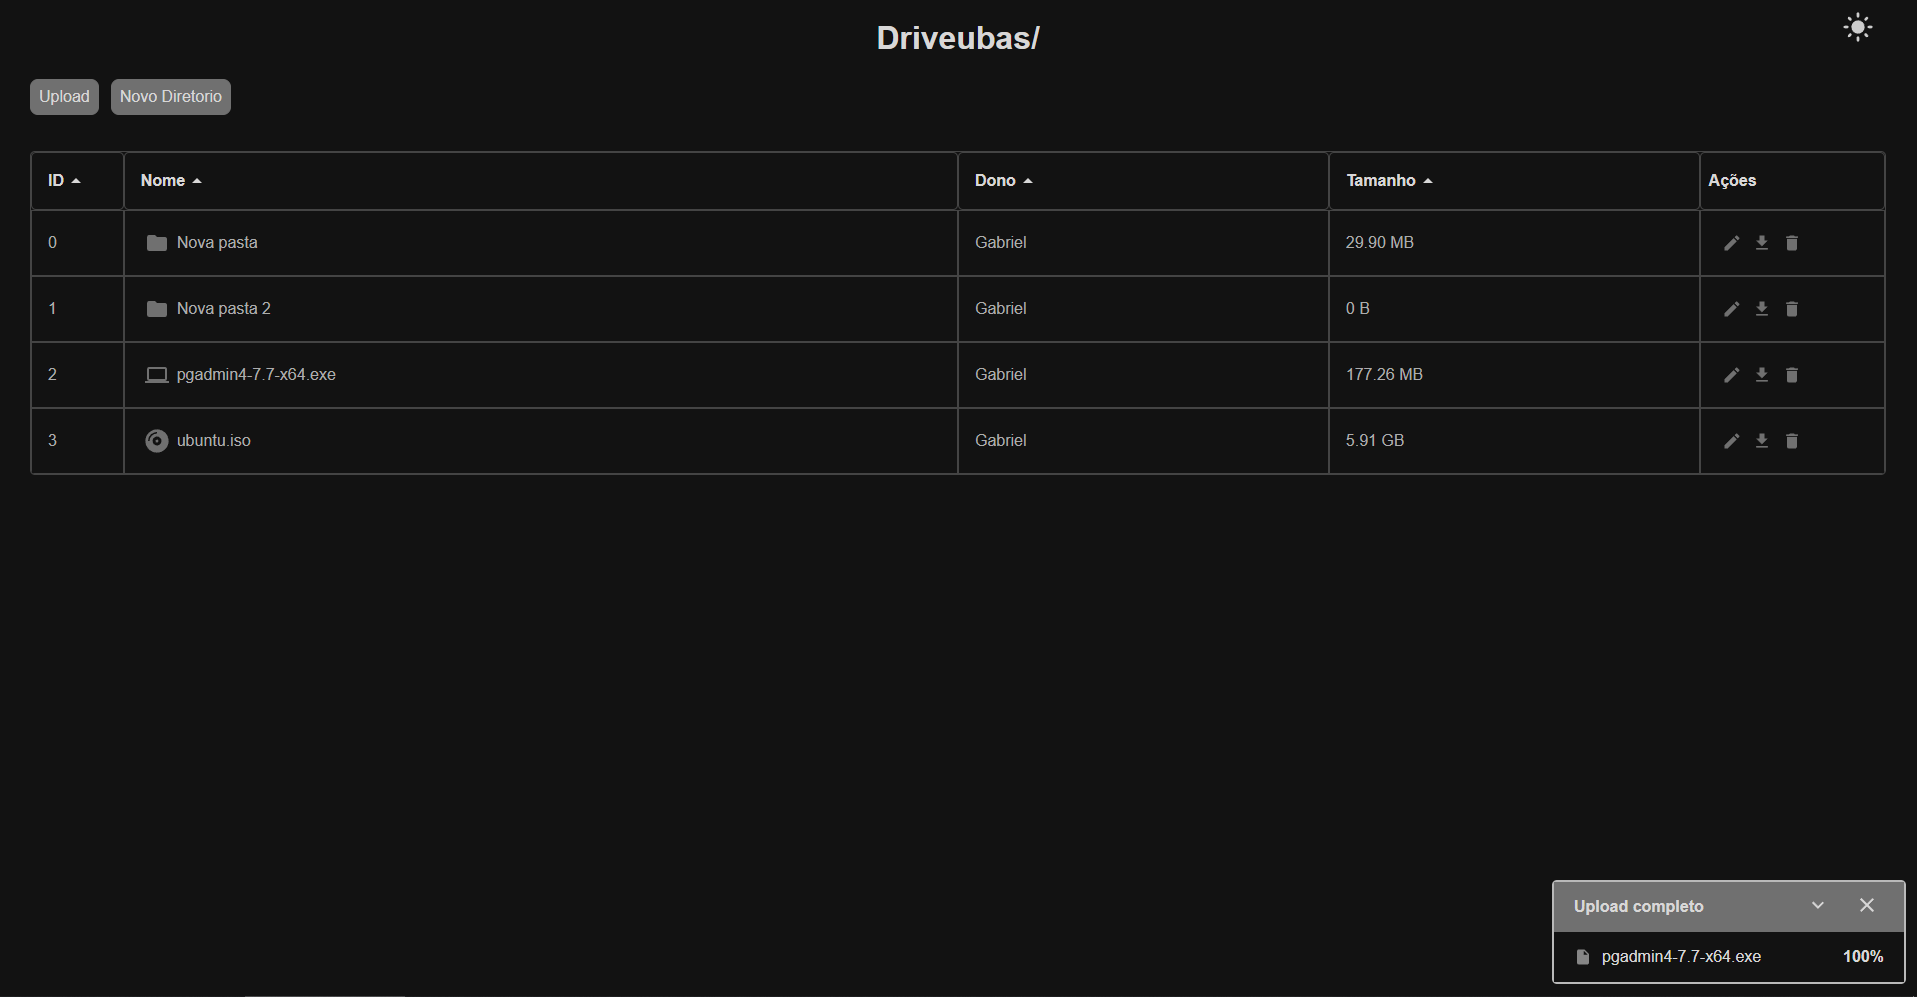 Driveubas/
Upload Novo Diretorio
ID Nome Dono Tamanho Ações
0 Nova pasta Gabriel 29.90 MB
1 Nova pasta 2 Gabriel 0 B
2 pgadmin4-7.7-x64.exe Gabriel 177.26 MB
3 ubuntu.iso Gabriel 5.91 GB
Upload completo
pgadmin4-7.7-x64.exe 100%